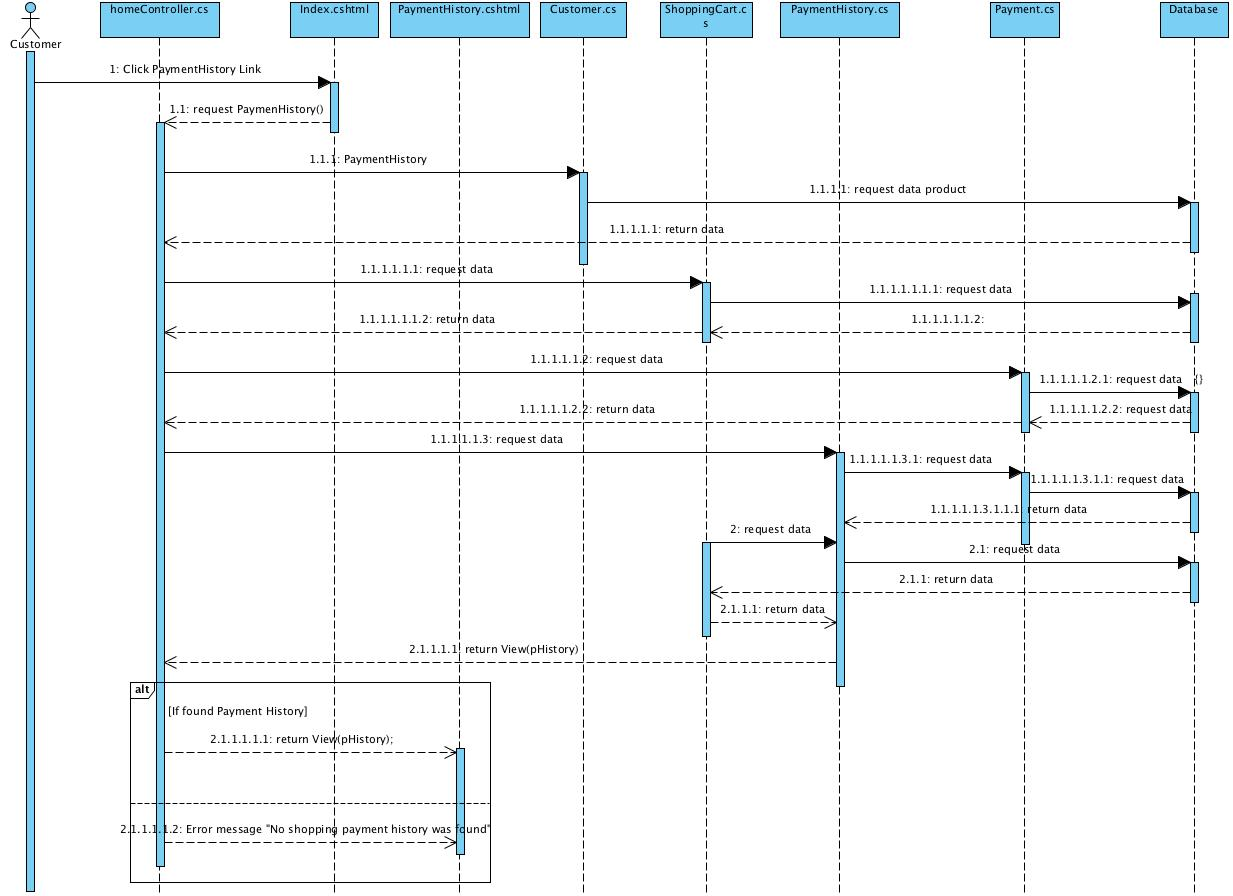 homeController.cs
Index.cshtml
PaymentHistory.cshtml
Customer.cs
ShoppingCart.c
s
PaymentHistory.cs
Payment.cs
Database
Customer
1: Click PaymentHistory Link
1.1: request PaymenHistory()
1.1.1: PaymentHistory
1.1.1.1: request data product
1.1.1.1.1: return data
1.1.1.1.1.1: request data
1.1.1.1.1.1.1: request data
1.1.1.1.1.1.2: return data
1.1.1.1.1.1.2:
1.1.1.1.1.2: request data
1.1.1.1.1.2.1: request data {}
1.1.1.1.1.2.2: return data
1.1.1.1.1.2.2: request data
1.1.1.1.1.3: request data
1.1.1.1.1.3.1: request data
1.1.1.1.1.3.1.1: request data
1.1.1.1.1.3.1.1.1: return data
2: request data
2.1: request data
2.1.1: return data
2.1.1.1: return data
2.1.1.1.1: return View(pHistory)
alt
[If found Payment History]
2.1.1.1.1.1: return View(pHistory);
2.1.1.1.1.2: Error message "No shopping payment history was found"